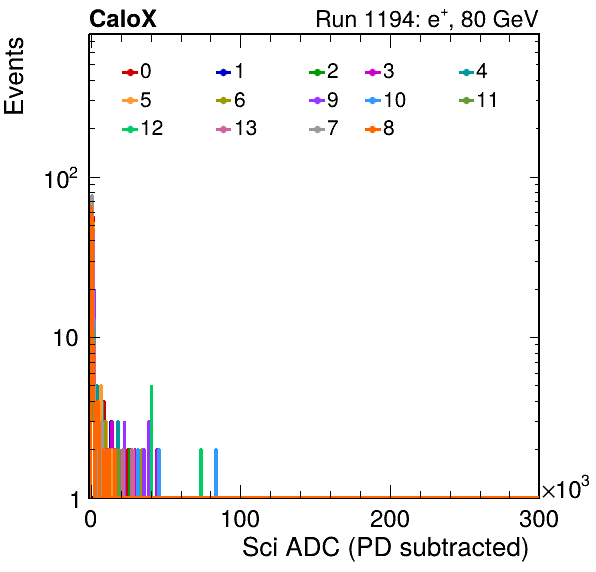 CaloX Run 1194: e⁺, 80 GeV
Events
0 1 2 3 4
5 6 9 10 11
12 13 7 8
10²
10
1
0 100 200 300
×10³
Sci ADC (PD subtracted)